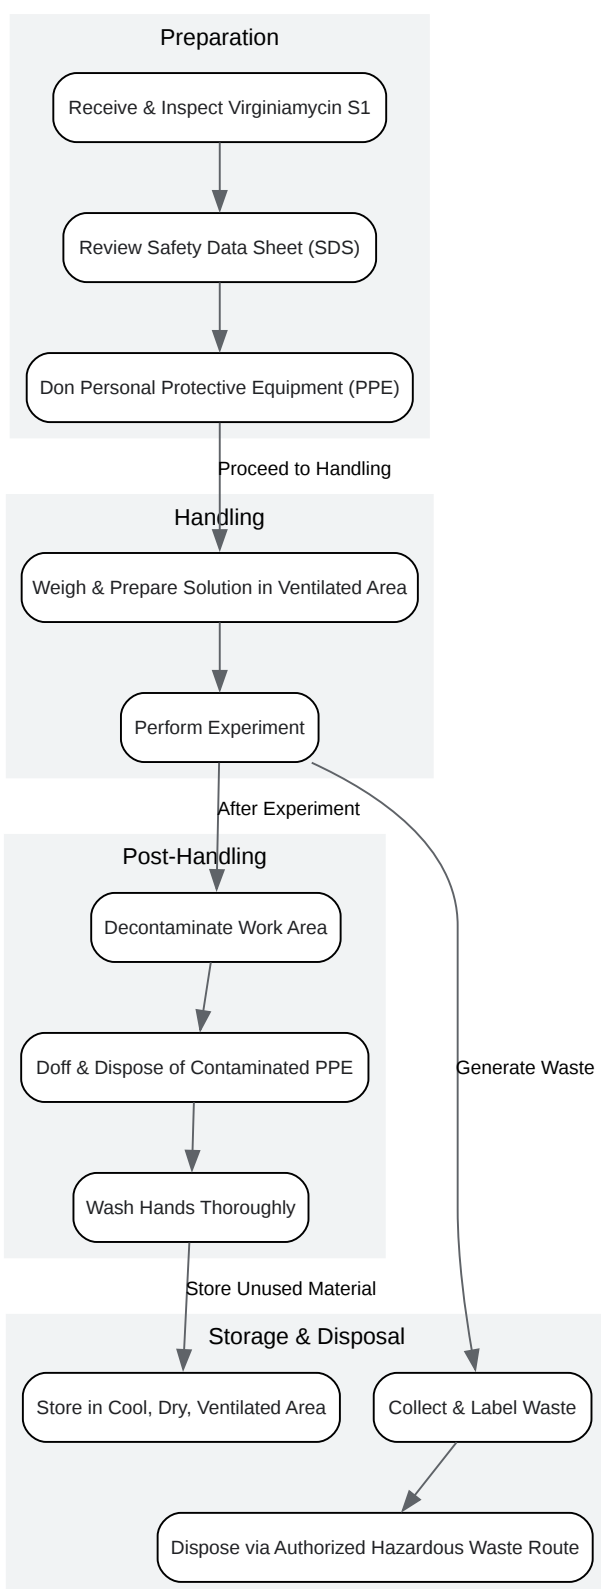 Preparation
Receive & Inspect Virginiamycin S1
Review Safety Data Sheet (SDS)
Don Personal Protective Equipment (PPE)
Proceed to Handling
Handling
Weigh & Prepare Solution in Ventilated Area
Perform Experiment
After Experiment
Post-Handling
Decontaminate Work Area
Doff & Dispose of Contaminated PPE
Generate Waste
Wash Hands Thoroughly
Store Unused Material
Storage & Disposal
Store in Cool, Dry, Ventilated Area
Collect & Label Waste
Dispose via Authorized Hazardous Waste Route